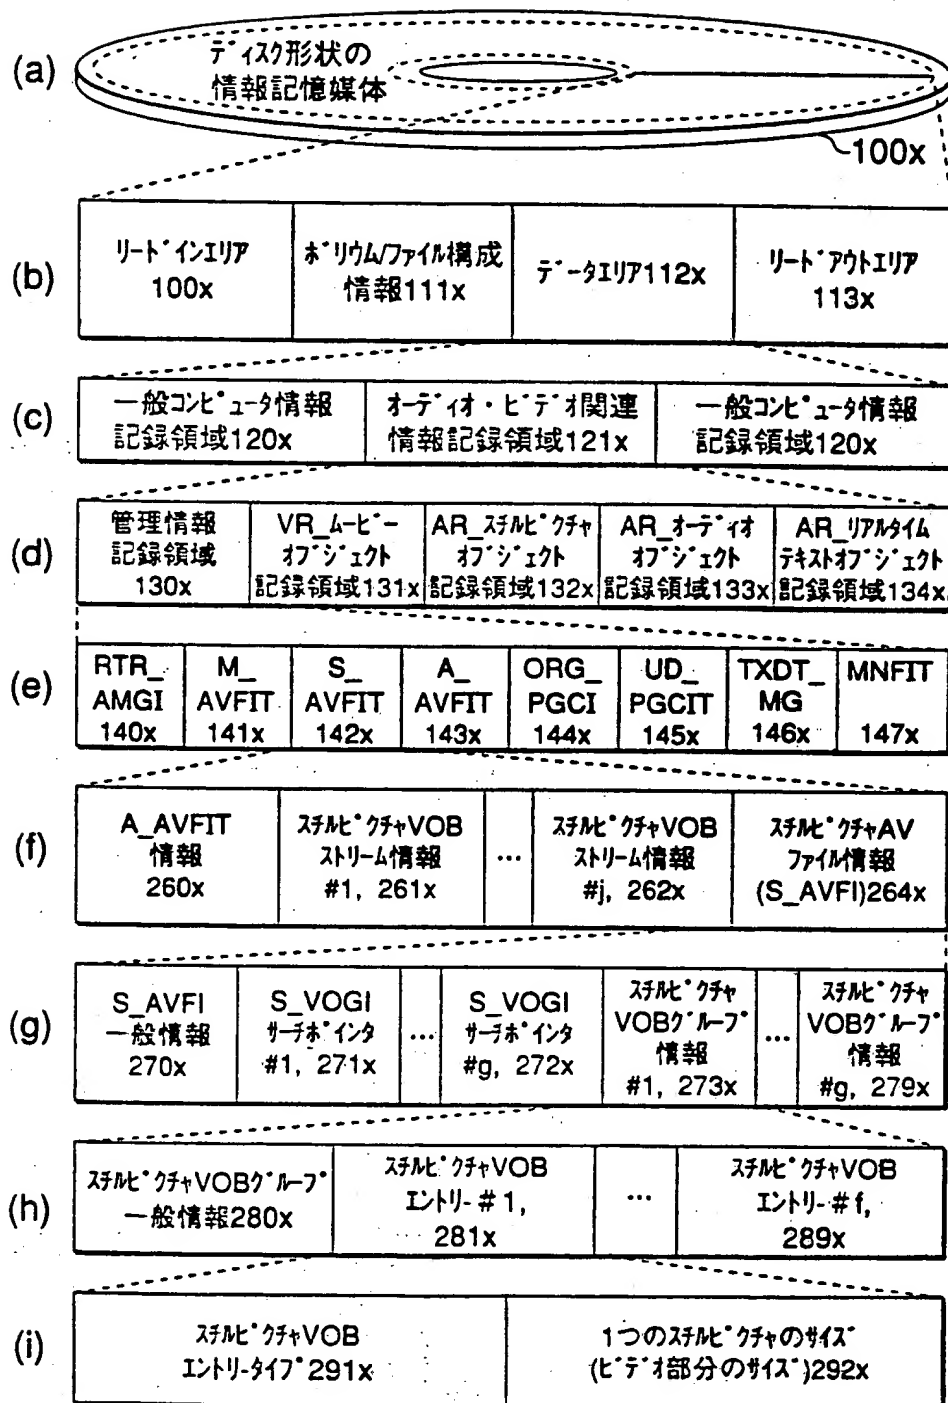 (a)
ディスク形状の
情報記憶媒体
100x
(b)
リードインエリア
100x
ボリウム/ファイル構成
情報111x
データエリア112x
リードアウトエリア
113x
(c)
一般コンピュータ情報
記録領域120x
オーディオ・ビデオ関連
情報記録領域121x
一般コンピュータ情報
記録領域120x
(d)
管理情報
記録領域
130x
VR_ムービー
オブジェクト
記録領域131x
AR_スチルピクチャ
オブジェクト
記録領域132x
AR_オーディオ
オブジェクト
記録領域133x
AR_リアルタイム
テキストオブジェクト
記録領域134x
(e)
RTR_
AMGI
140x
M_
AVFIT
141x
S_
AVFIT
142x
A_
AVFIT
143x
ORG_
PGCI
144x
UD_
PGCIT
145x
TXDT_
MG
146x
MNFIT
147x
(f)
A_AVFIT
情報
260x
スチルピクチャVOB
ストリーム情報
#1, 261x
...
スチルピクチャVOB
ストリーム情報
#j, 262x
スチルピクチャAV
ファイル情報
(S_AVFI)264x
(g)
S_AVFI
一般情報
270x
S_VOGI
サーチポインタ
#1, 271x
...
S_VOGI
サーチポインタ
#g, 272x
スチルピクチャ
VOBグループ
情報
#1, 273x
...
スチルピクチャ
VOBグループ
情報
#g, 279x
(h)
スチルピクチャVOBグループ
一般情報280x
スチルピクチャVOB
エントリー#1,
281x
...
スチルピクチャVOB
エントリー#f,
289x
(i)
スチルピクチャVOB
エントリータイプ291x
1つのスチルピクチャのサイズ
(ビデオ部分のサイズ)292x